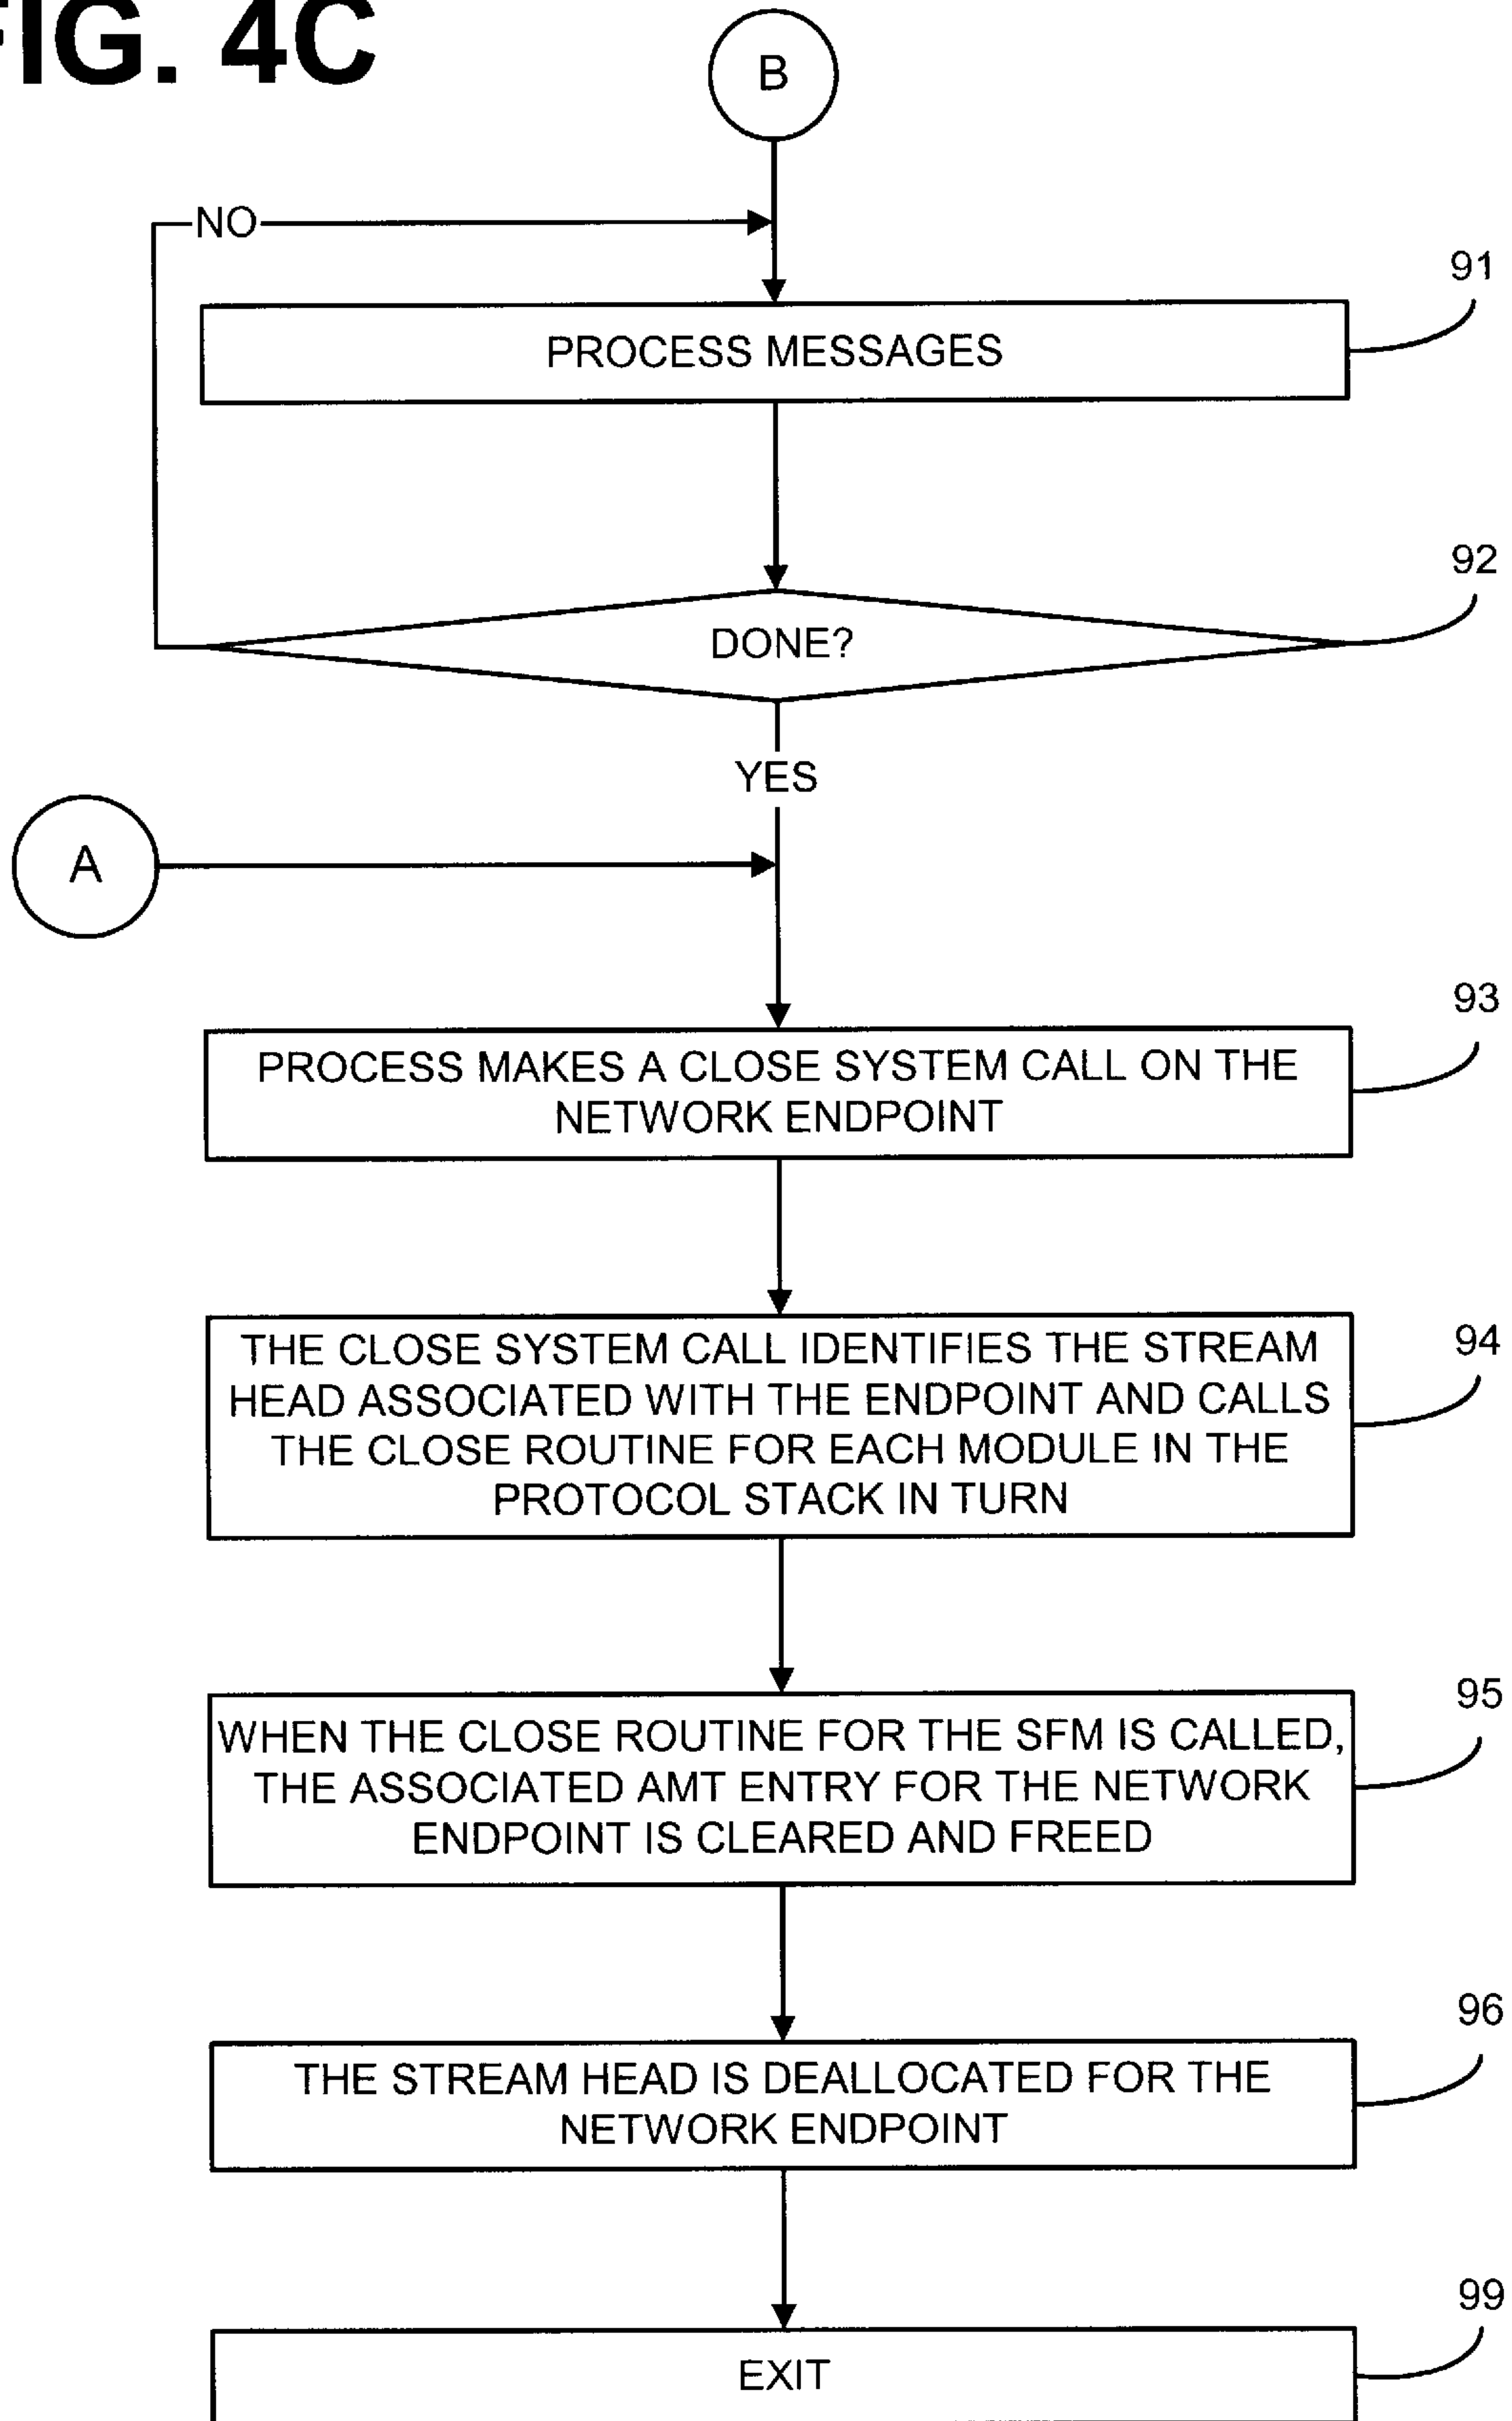 FIG. 4C
B
NO
91
PROCESS MESSAGES
92
DONE?
YES
A
93
PROCESS MAKES A CLOSE SYSTEM CALL ON THE
NETWORK ENDPOINT
94
THE CLOSE SYSTEM CALL IDENTIFIES THE STREAM
HEAD ASSOCIATED WITH THE ENDPOINT AND CALLS
THE CLOSE ROUTINE FOR EACH MODULE IN THE
PROTOCOL STACK IN TURN
95
WHEN THE CLOSE ROUTINE FOR THE SFM IS CALLED,
THE ASSOCIATED AMT ENTRY FOR THE NETWORK
ENDPOINT IS CLEARED AND FREED
96
THE STREAM HEAD IS DEALLOCATED FOR THE
NETWORK ENDPOINT
99
EXIT